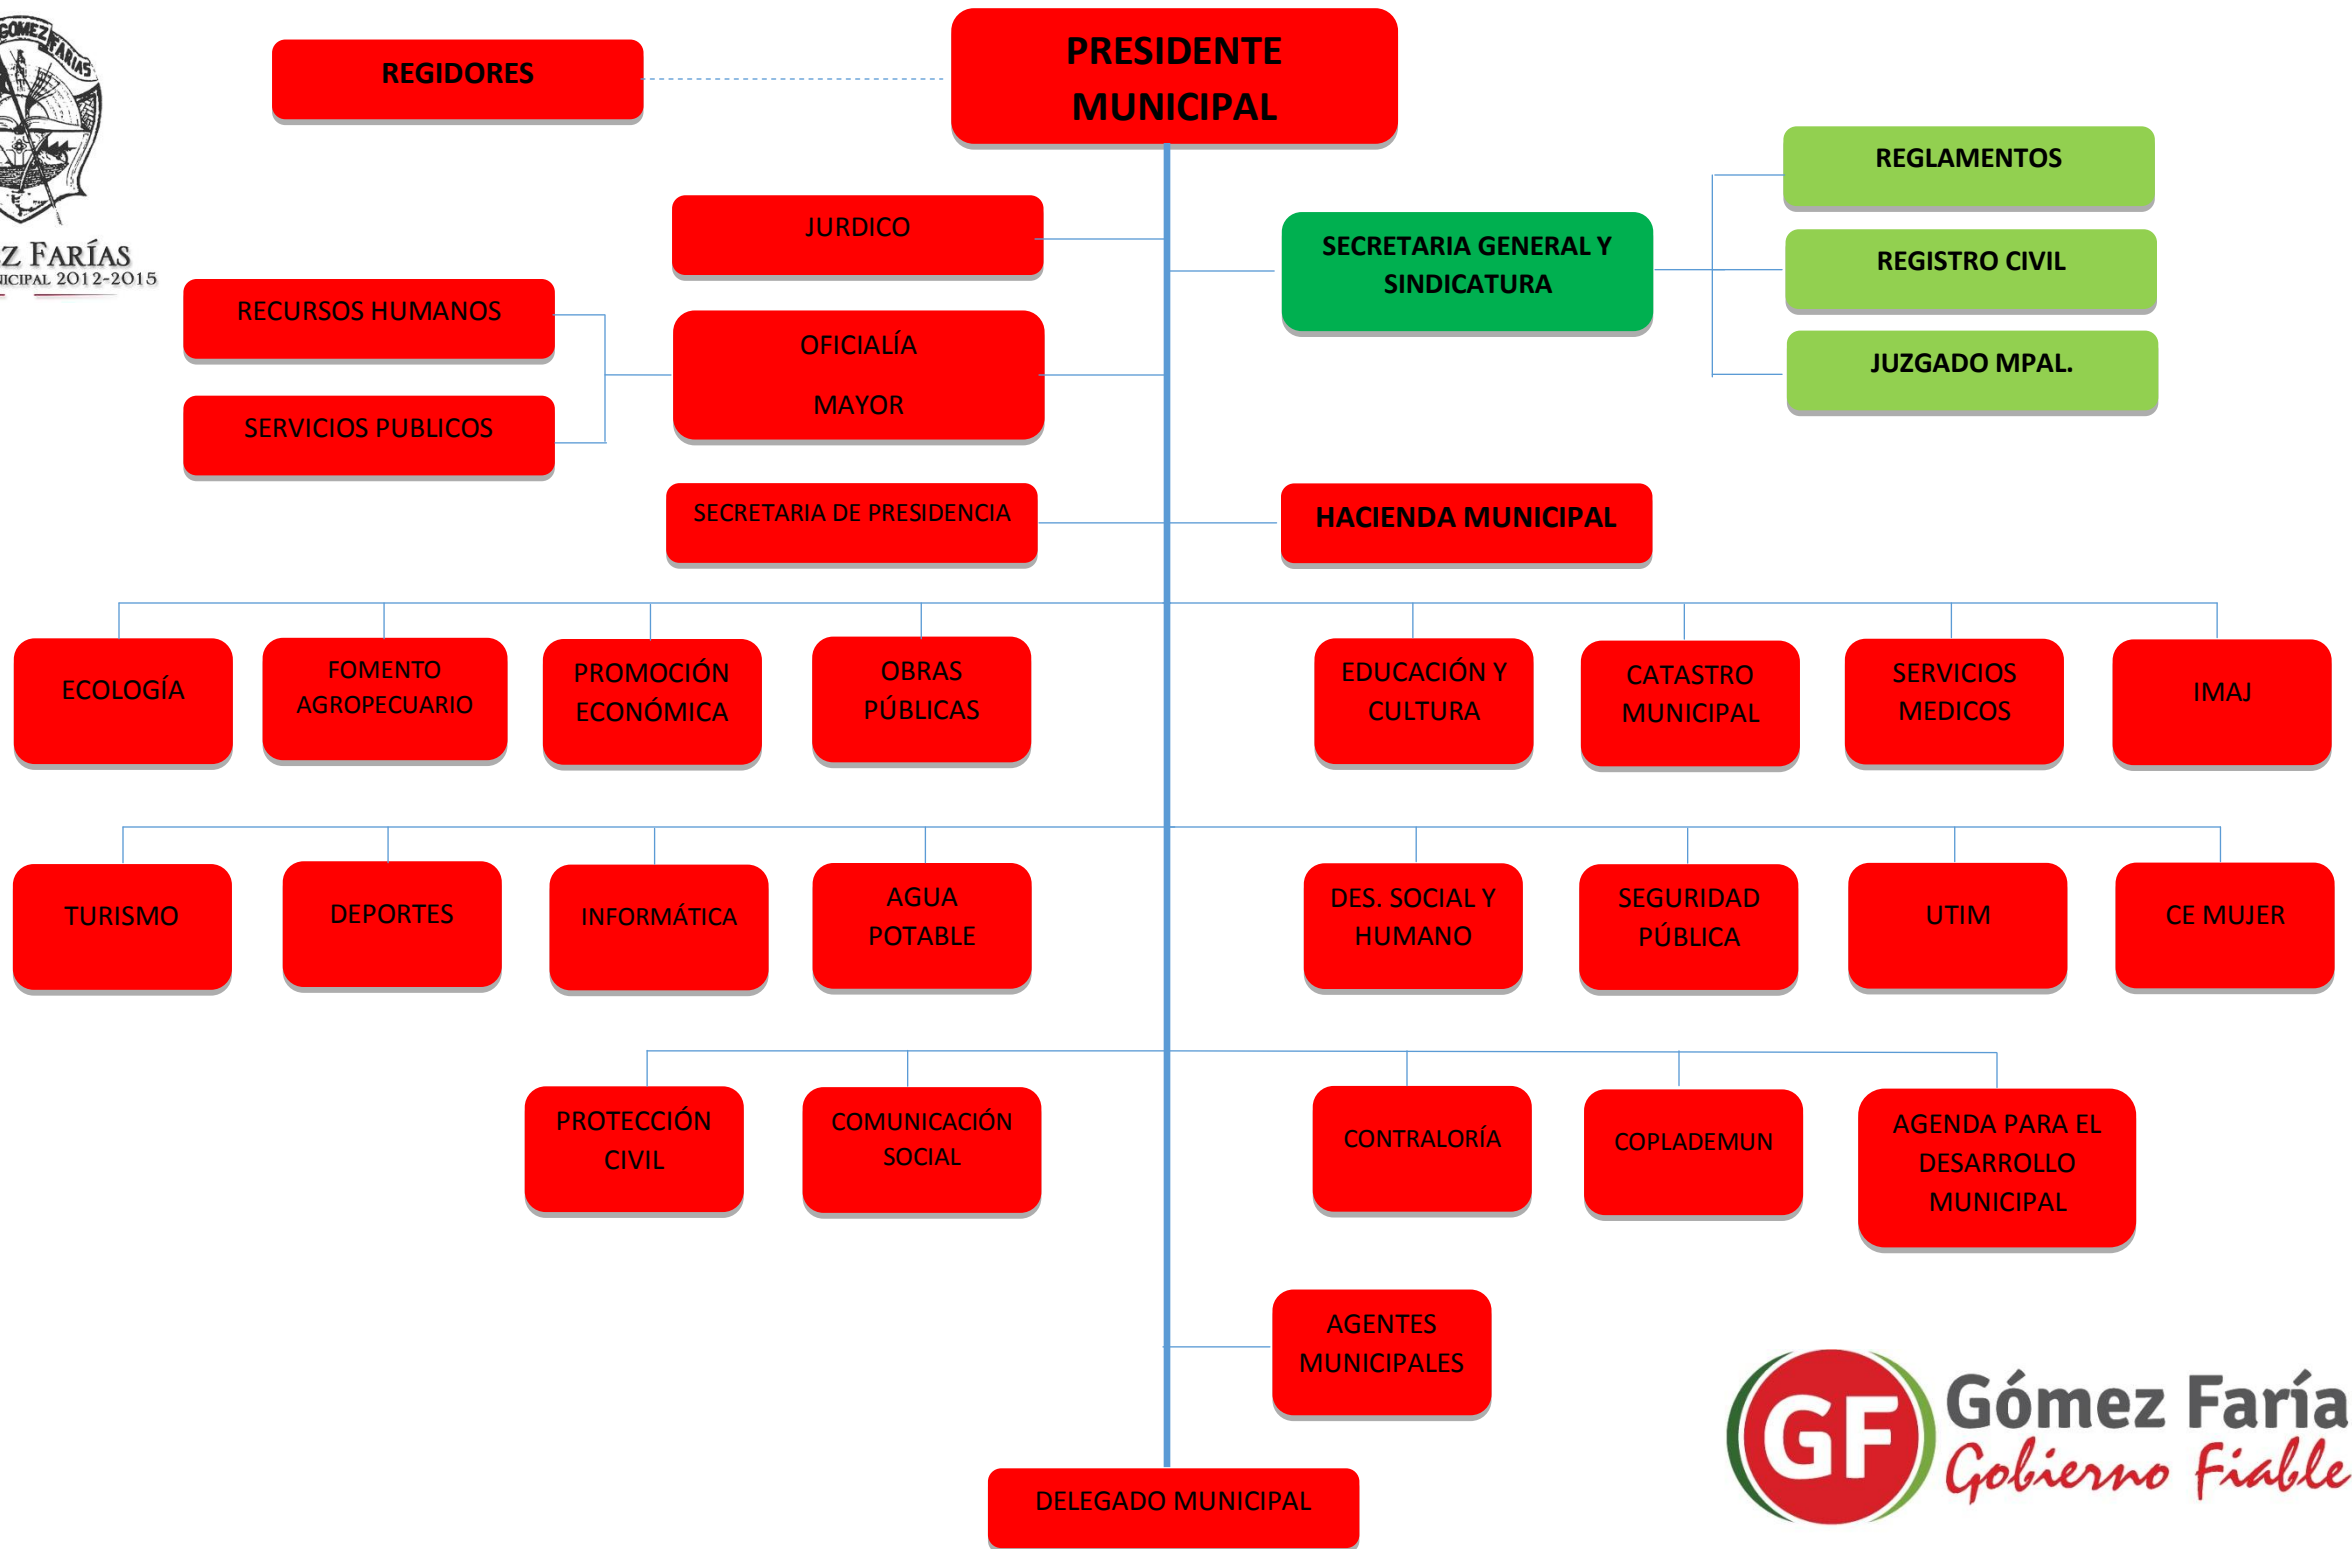 GOMEZ FARIAS
REGIDORES
PRESIDENTE
MUNICIPAL
REGLAMENTOS
JURDICO
SECRETARIA GENERAL Y
SINDICATURA
REGISTRO CIVIL
Z FARÍAS
2012-2015
RECURSOS HUMANOS
OFICIALÍA
MAYOR
JUZGADO MPAL.
SERVICIOS PUBLICOS
SECRETARIA DE PRESIDENCIA
HACIENDA MUNICIPAL
ECOLOGÍA
FOMENTO
AGROPECUARIO
PROMOCIÓN
ECONÓMICA
OBRAS
PÚBLICAS
EDUCACIÓN Y
CULTURA
CATASTRO
MUNICIPAL
SERVICIOS
MEDICOS
IMAJ
TURISMO
DEPORTES
INFORMÁTICA
AGUA
POTABLE
DES. SOCIAL Y
HUMANO
SEGURIDAD
PÚBLICA
UTIM
CE MUJER
PROTECCIÓN
CIVIL
COMUNICACIÓN
SOCIAL
CONTRALORÍA
COPLADEMUN
AGENDA PARA EL
DESARROLLO
MUNICIPAL
AGENTES
MUNICIPALES
GF
Gómez Faría
Gobierno Fiable
DELEGADO MUNICIPAL